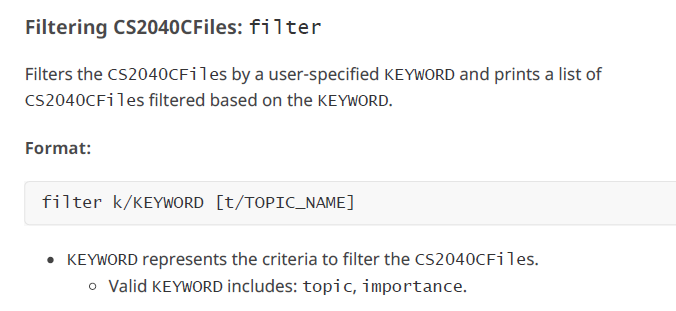 Filtering CS2040CFiles: filter
Filters the CS2040CFiles by a user-specified KEYWORD and prints a list of
CS2040CFiles filtered based on the KEYWORD.
Format:
filter k/KEYWORD [t/TOPIC_NAME]
• KEYWORD represents the criteria to filter the CS2040CFiles.
◦ Valid KEYWORD includes: topic, importance.